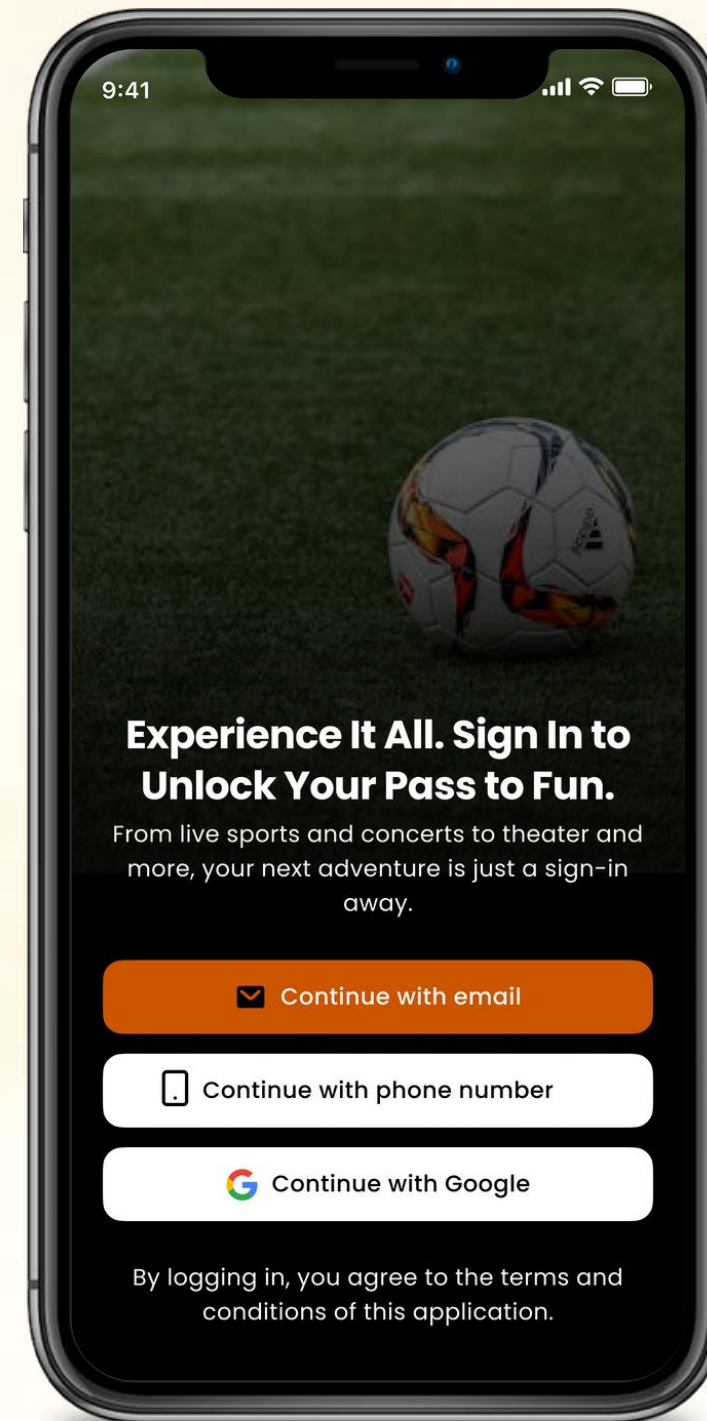 9:41
adidas
Experience It All. Sign In to
Unlock Your Pass to Fun.
From live sports and concerts to theater and
more, your next adventure is just a sign-in
away.
Continue with email
Continue with phone number
Continue with Google
By logging in, you agree to the terms and
conditions of this application.